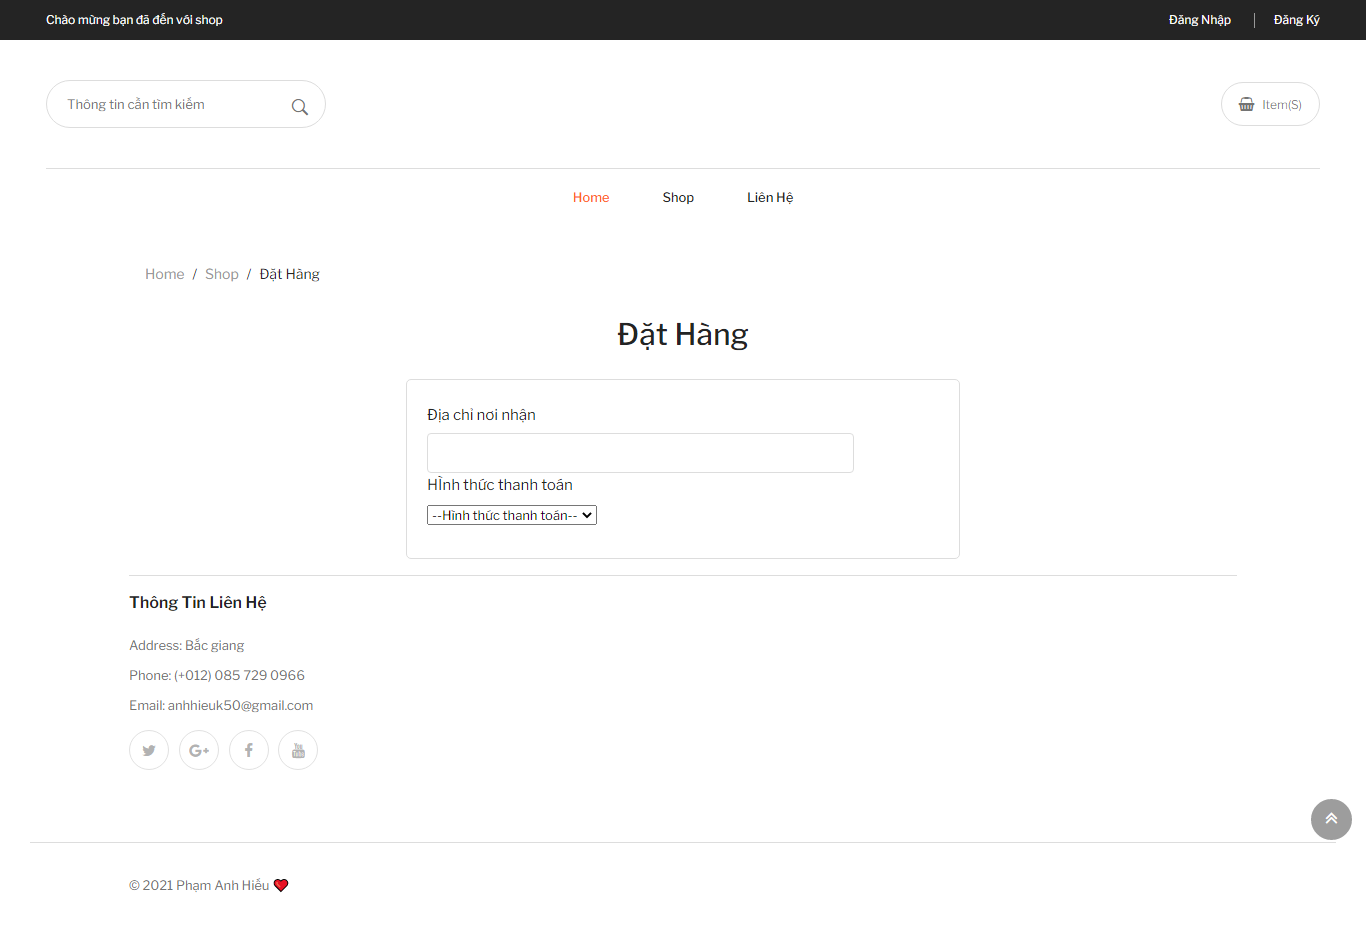 Chào mừng bạn đã đến với shop
Đăng Nhập
Đăng Ký
Thông tin cần tìm kiếm
Item(S)
Home
Shop
Liên Hệ
Home / Shop / Đặt Hàng
Đặt Hàng
Địa chỉ nơi nhận
HÌnh thức thanh toán
--Hình thức thanh toán--
Thông Tin Liên Hệ
Address: Bắc giang
Phone: (+012) 085 729 0966
Email: anhhieuk50@gmail.com
© 2021 Phạm Anh Hiếu